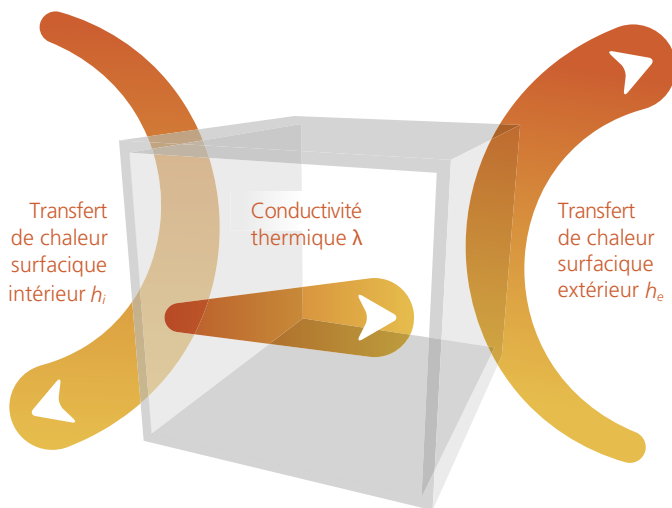 Transfert
de chaleur
surfacique
intérieur hi
Conductivité
thermique λ
Transfert
de chaleur
surfacique
extérieur he